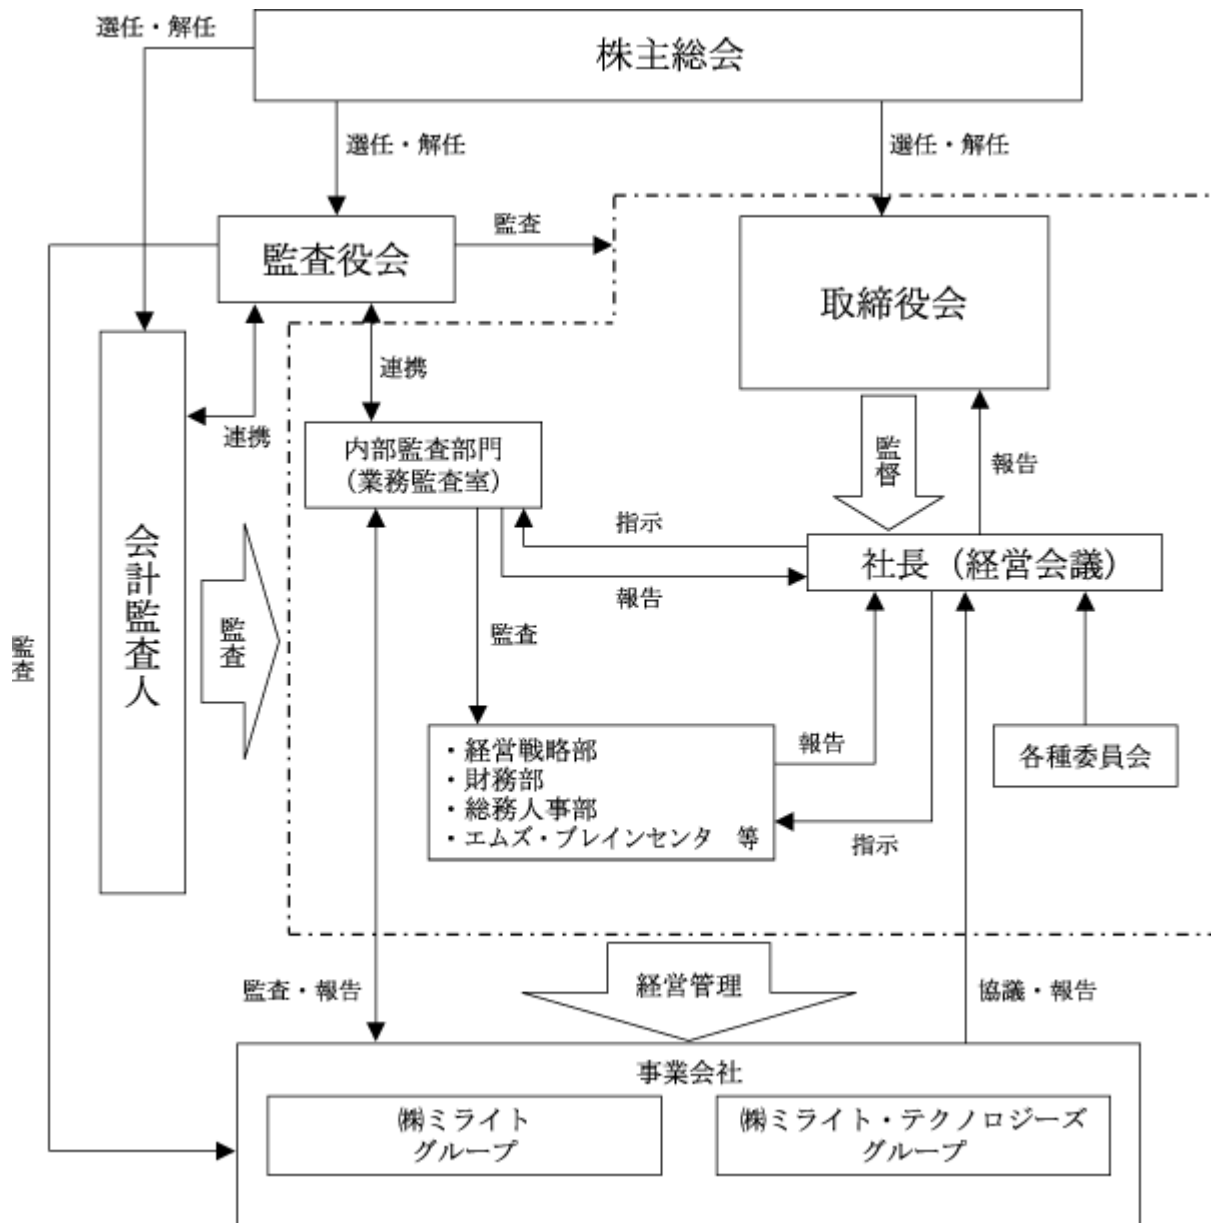 選任・解任
株主総会
選任・解任
選任・解任
監査役会
監査
取締役会
連携
連携
内部監査部門
（業務監査室）
監督
報告
指示
社長（経営会議）
報告
会計監査人
監査
監査
監査
・経営戦略部
・財務部
・総務人事部
・エムズ・ブレインセンタ　等
報告
各種委員会
指示
監査・報告
経営管理
協議・報告
事業会社
㈱ミライト
グループ
㈱ミライト・テクノロジーズ
グループ